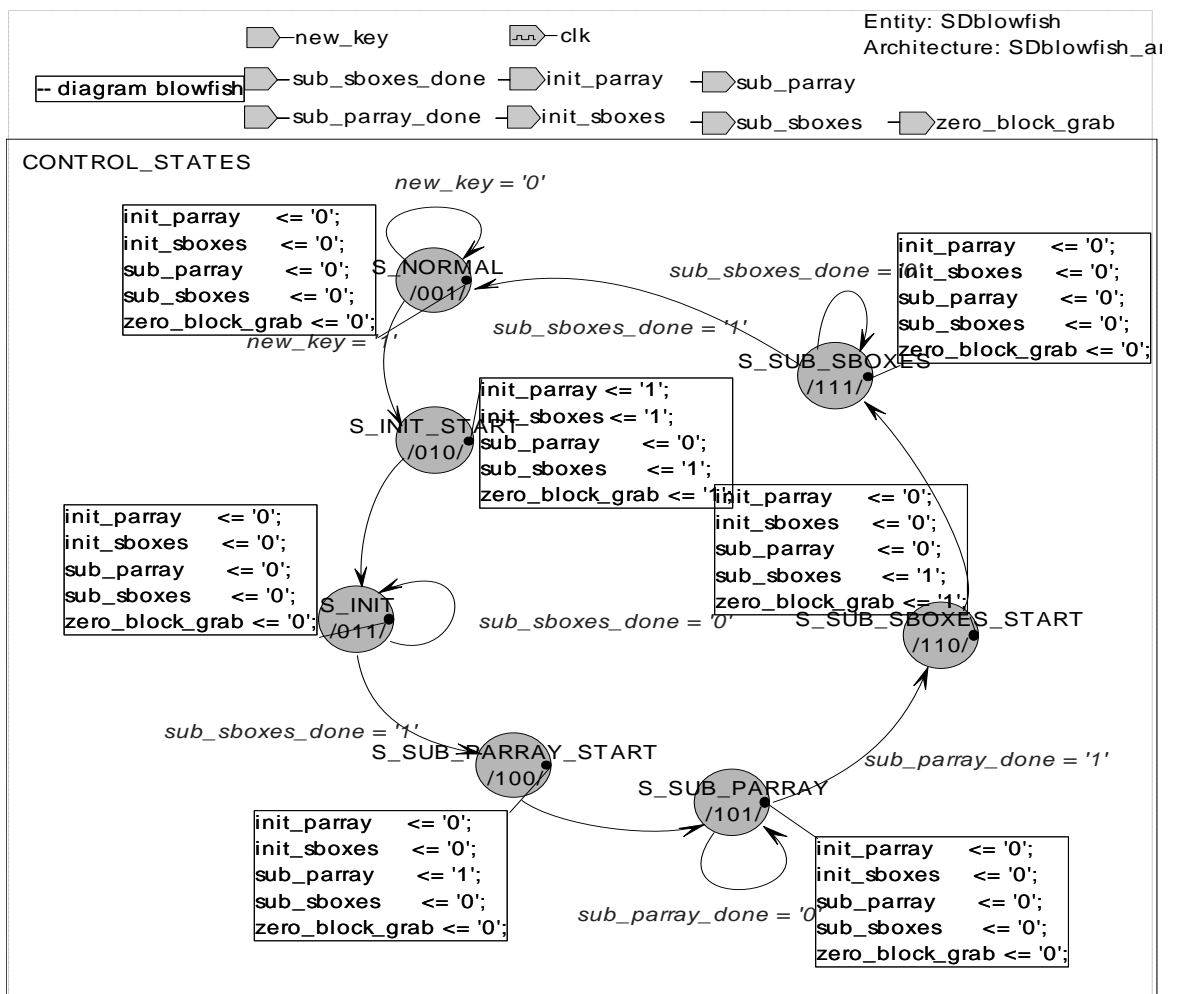 Entity: SDblowfish
Architecture: SDblowfish_a
new_key
clk
-- diagram blowfish
sub_sboxes_done
init_parray
sub_parray
sub_parray_done
init_sboxes
sub_sboxes
zero_block_grab
CONTROL_STATES
new_key = '0'
init_parray <= '0';
init_sboxes <= '0';
sub_parray <= '0';
sub_sboxes <= '0';
zero_block_grab <= '0';
S_NORMAL
/001/
new_key = '1'
sub_sboxes_done = '1'
sub_sboxes_done = '0'
init_parray <= '0';
init_sboxes <= '0';
sub_parray <= '0';
sub_sboxes <= '0';
zero_block_grab <= '0';
S_SUB_SBOXES
/111/
S_INIT_START
/010/
init_parray <= '1';
init_sboxes <= '1';
sub_parray <= '0';
sub_sboxes <= '1';
zero_block_grab <= '1';
init_parray <= '0';
init_sboxes <= '0';
sub_parray <= '0';
sub_sboxes <= '1';
zero_block_grab <= '1';
S_SUB_SBOXES_START
/110/
init_parray <= '0';
init_sboxes <= '0';
sub_parray <= '0';
sub_sboxes <= '0';
zero_block_grab <= '0';
S_INIT
/011/
sub_sboxes_done = '0'
sub_sboxes_done = '1'
S_SUB_PARRAY_START
/100/
S_SUB_PARRAY
/101/
sub_parray_done = '1'
init_parray <= '0';
init_sboxes <= '0';
sub_parray <= '1';
sub_sboxes <= '0';
zero_block_grab <= '0';
sub_parray_done = '0'
init_parray <= '0';
init_sboxes <= '0';
sub_parray <= '0';
sub_sboxes <= '0';
zero_block_grab <= '0';